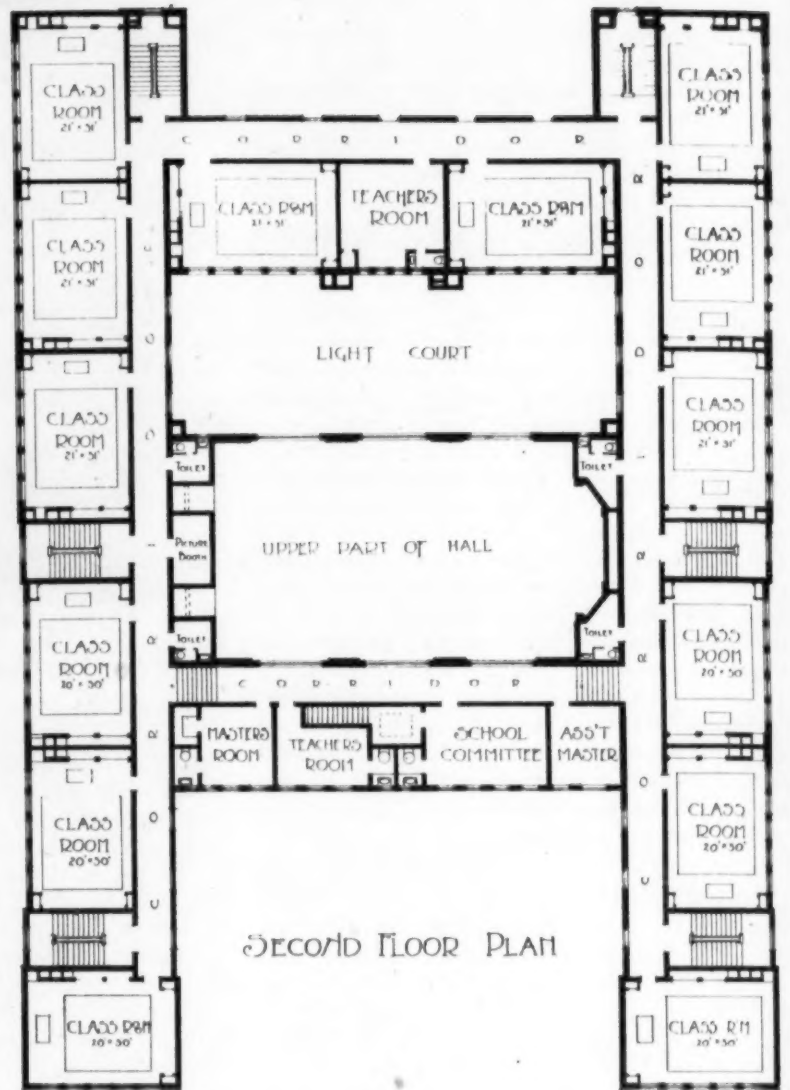 CLASS
ROOM
21'×31'
CLASS
ROOM
21'×31'
CORRIDOR
CLASS R'M
21'×31'
TEACHERS
ROOM
CLASS R'M
21'×31'
CLASS
ROOM
21'×31'
CLASS
ROOM
21'×31'
LIGHT COURT
CLASS
ROOM
21'×31'
CLASS
ROOM
21'×31'
TOILET
TOILET
PICTURE
BOOTH
UPPER PART OF HALL
TOILET
TOILET
CORRIDOR
CORRIDOR
CLASS
ROOM
20'×30'
CLASS
ROOM
20'×30'
CORRIDOR
MASTERS
ROOM
TEACHERS
ROOM
SCHOOL
COMMITTEE
ASS'T
MASTER
CLASS
ROOM
20'×30'
CLASS
ROOM
20'×30'
SECOND FLOOR PLAN
CLASS R'M
20'×30'
CLASS R'M
20'×30'